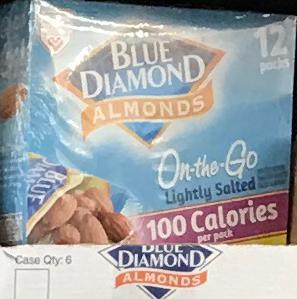 BLUE
DIAMOND
ALMONDS
12
packs
On-the-Go
Lightly Salted
BLUE
100 Calories
per pack
Case Qty: 6
BLUE
DIAMOND
ALMONDS